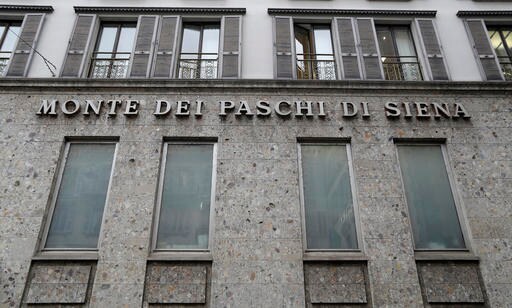 MONTE DEI PASCHI DI SIENA